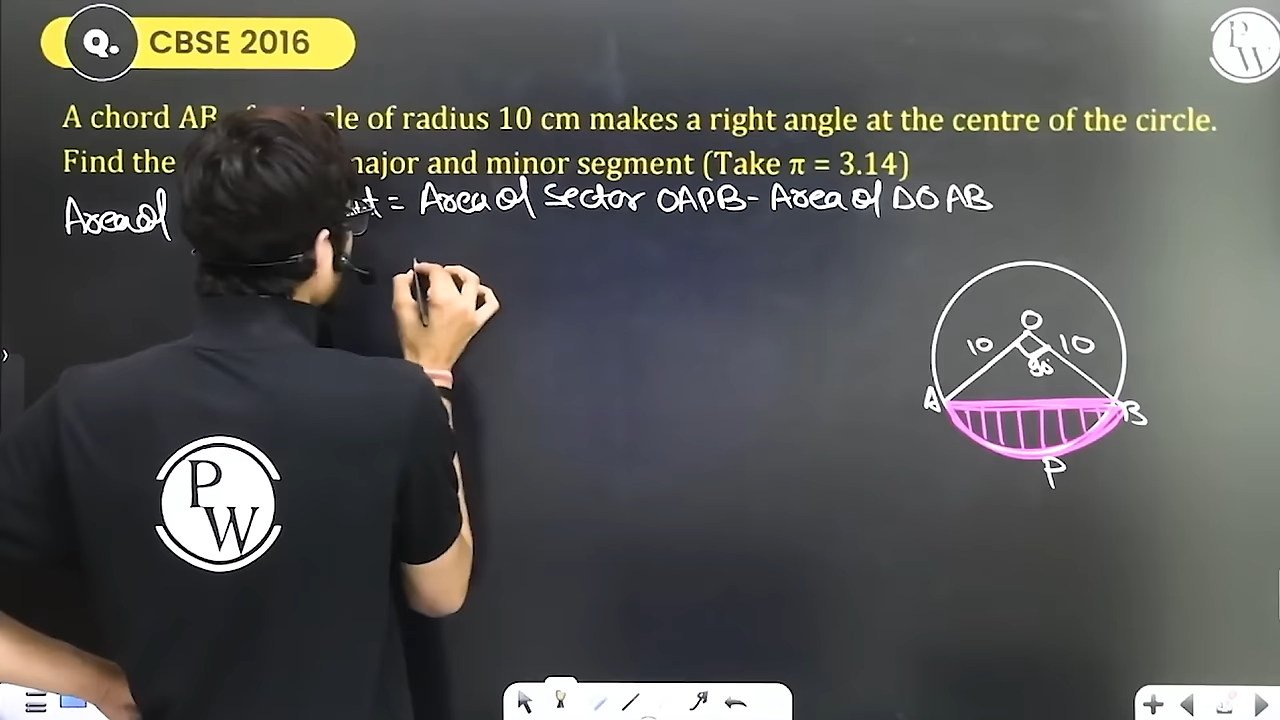 Q. CBSE 2016
PW
A chord AB of radius 10 cm makes a right angle at the centre of the circle.
Find the major and minor segment (Take π = 3.14)
Area of = Area of Sector OAPB - Area of ΔOAB
O
10 10
90°
A B
P
PW